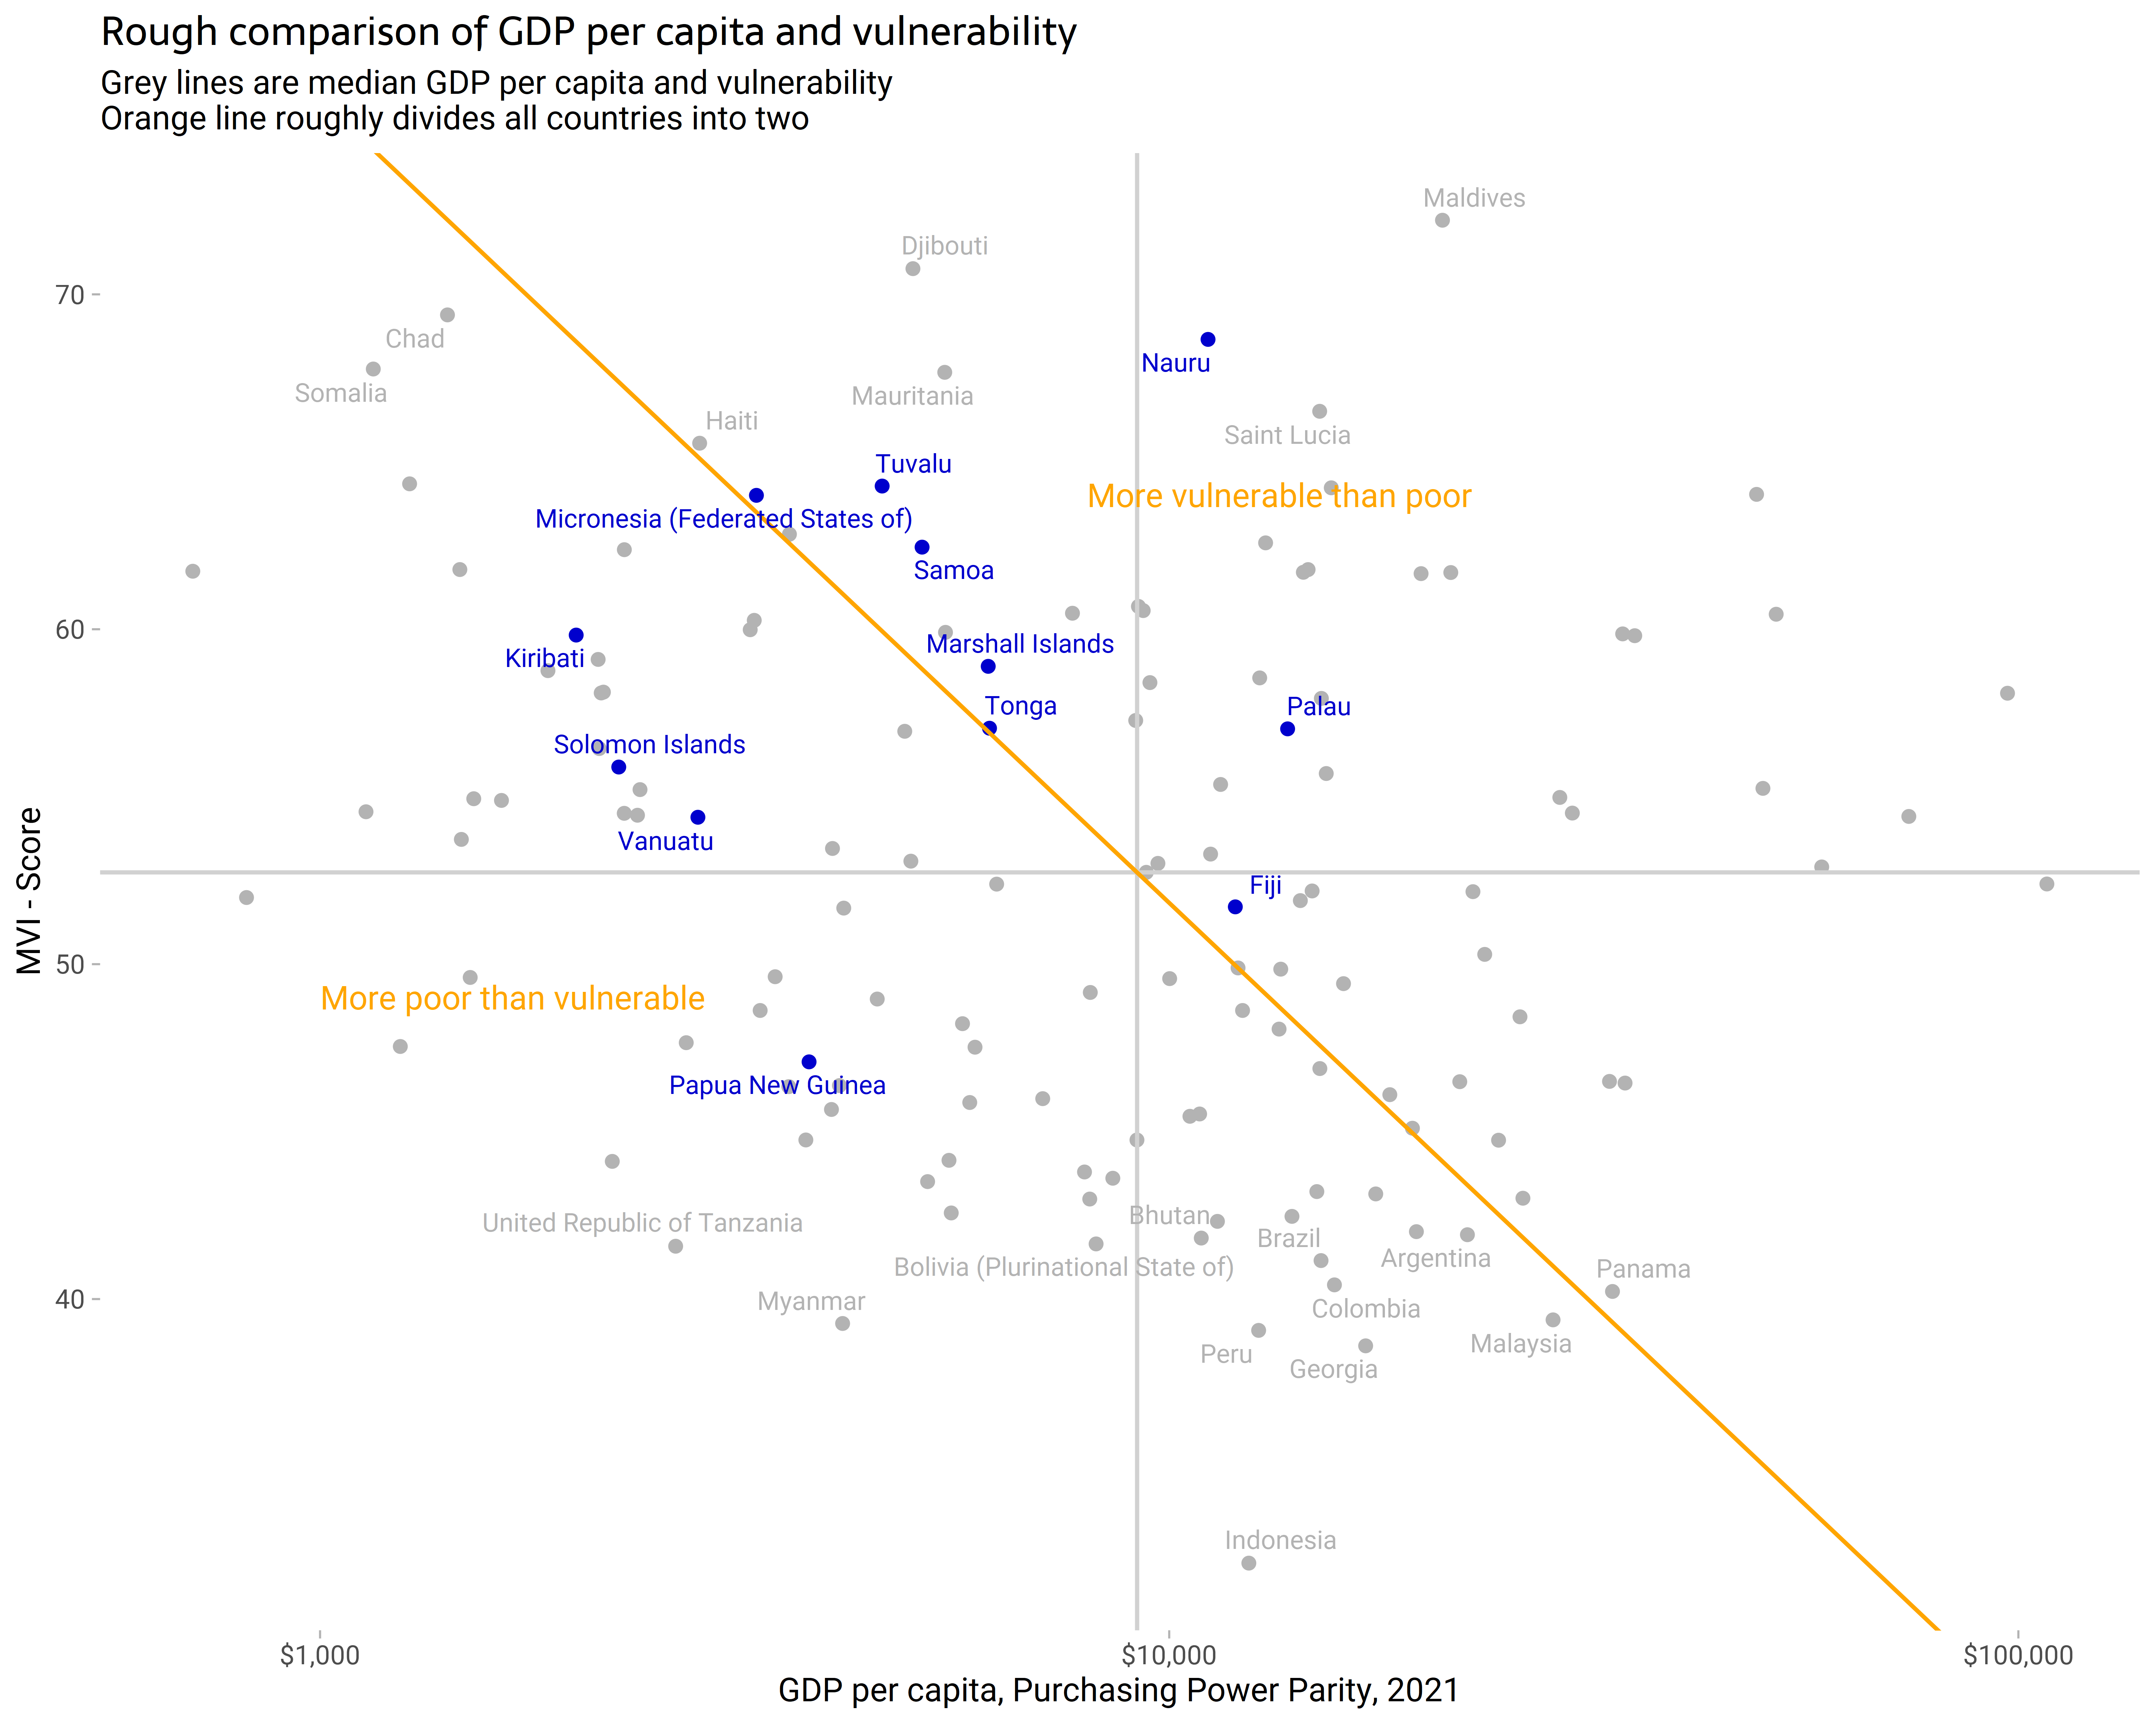 Rough comparison of GDP per capita and vulnerability
Grey lines are median GDP per capita and vulnerability
Orange line roughly divides all countries into two
Maldives
Djibouti
70
Chad
Nauru
Somalia
Mauritania
Haiti
Saint Lucia
Tuvalu
More vulnerable than poor
Micronesia (Federated States of)
Samoa
60
Marshall Islands
Kiribati
Tonga
Palau
Solomon Islands
Vanuatu
Fiji
MVI - Score
50
More poor than vulnerable
Papua New Guinea
Bhutan
United Republic of Tanzania
Brazil
Argentina
Bolivia (Plurinational State of)
Panama
40
Myanmar
Colombia
Malaysia
Peru
Georgia
Indonesia
$1,000
$10,000
$100,000
GDP per capita, Purchasing Power Parity, 2021